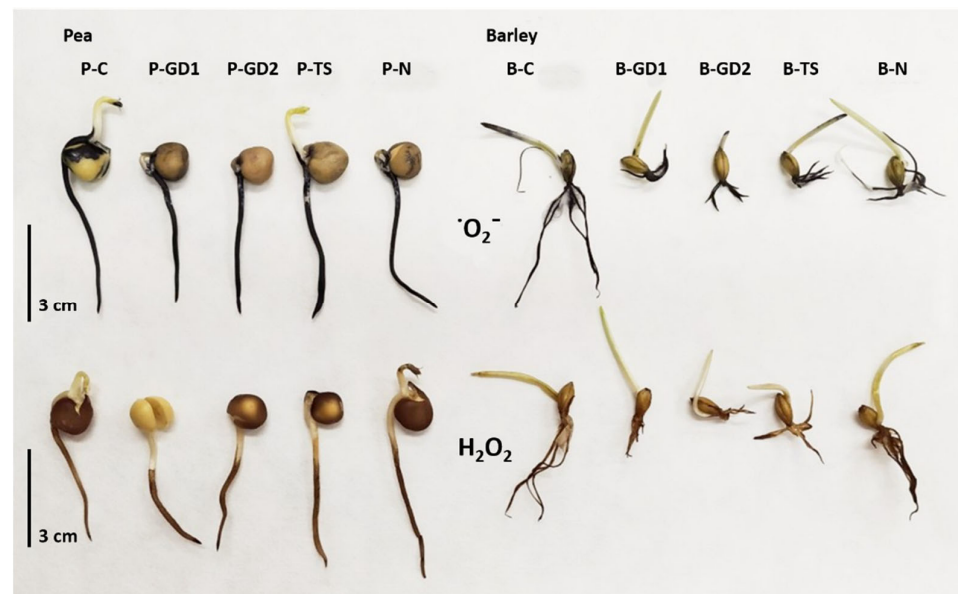 Pea
Barley
P-C P-GD1 P-GD2 P-TS P-N
B-C B-GD1 B-GD2 B-TS B-N
·O₂⁻
3 cm
H₂O₂
3 cm